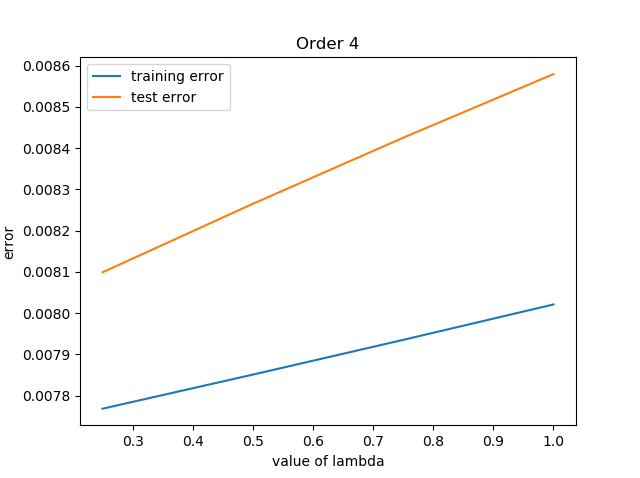 Order 4
training error
test error
0.0086
0.0085
0.0084
0.0083
0.0082
0.0081
0.0080
0.0079
0.0078
error
0.3 0.4 0.5 0.6 0.7 0.8 0.9 1.0
value of lambda